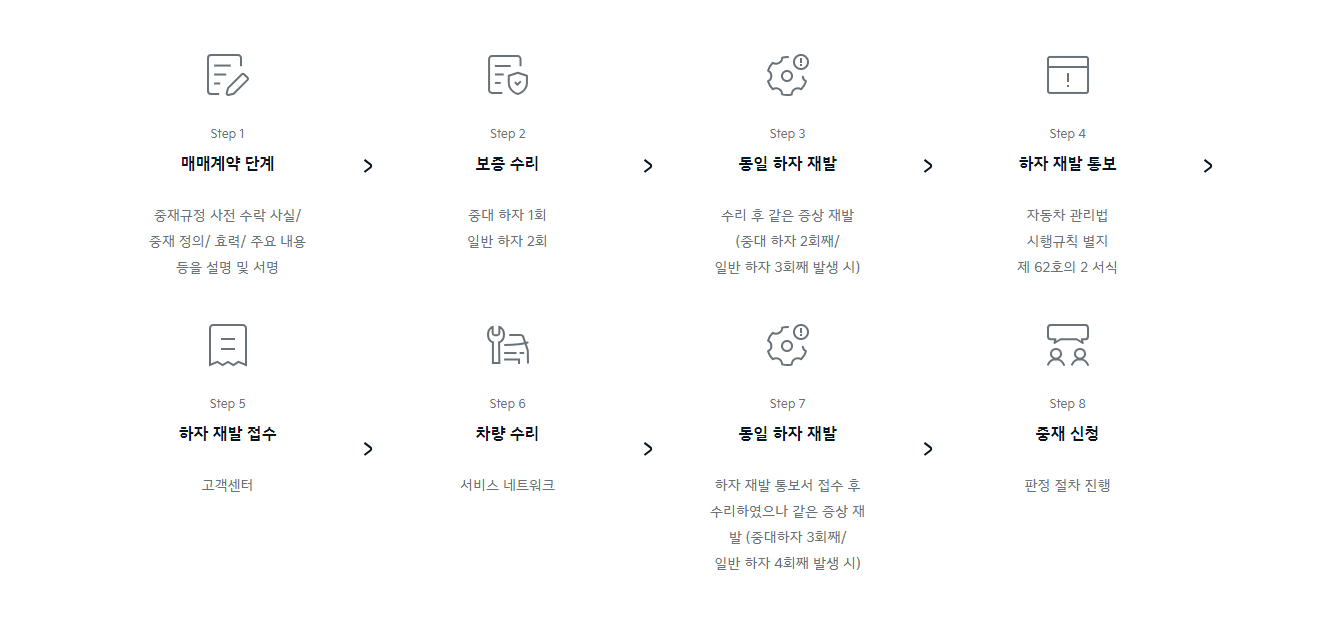 Step 1
매매계약 단계
중재규정 사전 수락 사실/
중재 정의/ 효력/ 주요 내용
등을 설명 및 서명
Step 2
보증 수리
중대 하자 1회
일반 하자 2회
Step 3
동일 하자 재발
수리 후 같은 증상 재발
(중대 하자 2회째/
일반 하자 3회째 발생 시)
Step 4
하자 재발 통보
자동차 관리법
시행규칙 별지
제 62호의 2 서식
Step 5
하자 재발 접수
고객센터
Step 6
차량 수리
서비스 네트워크
Step 7
동일 하자 재발
하자 재발 통보서 접수 후
수리하였으나 같은 증상 재
발 (중대하자 3회째/
일반 하자 4회째 발생 시)
Step 8
중재 신청
판정 절차 진행